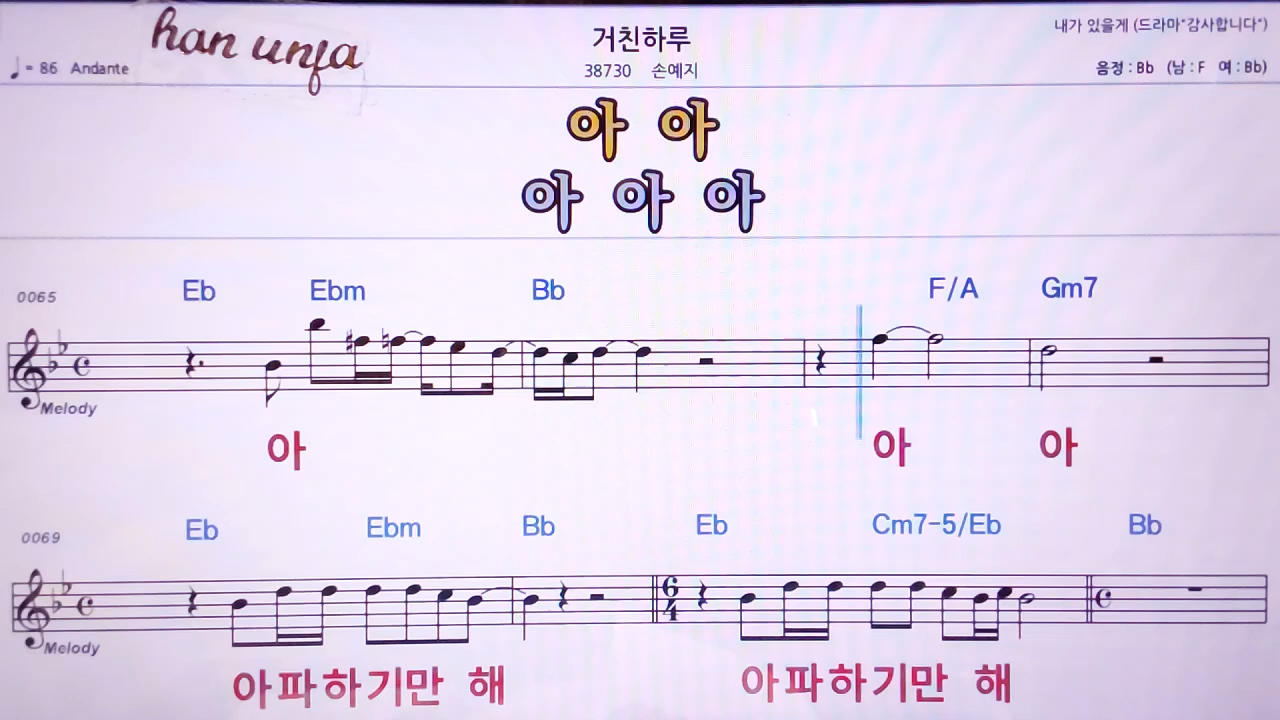 han unja
거친하루
내가 있을게 (드라마"감사합니다")
♩= 86 Andante
38730 손예지
음정 : Bb (남 : F 여 : Bb)
아 아
아 아 아
Eb Ebm Bb F/A Gm7
0065
Melody
아 아 아
Eb Ebm Bb Eb Cm7-5/Eb Bb
0069
6
4
Melody
아파하기만 해 아파하기만 해